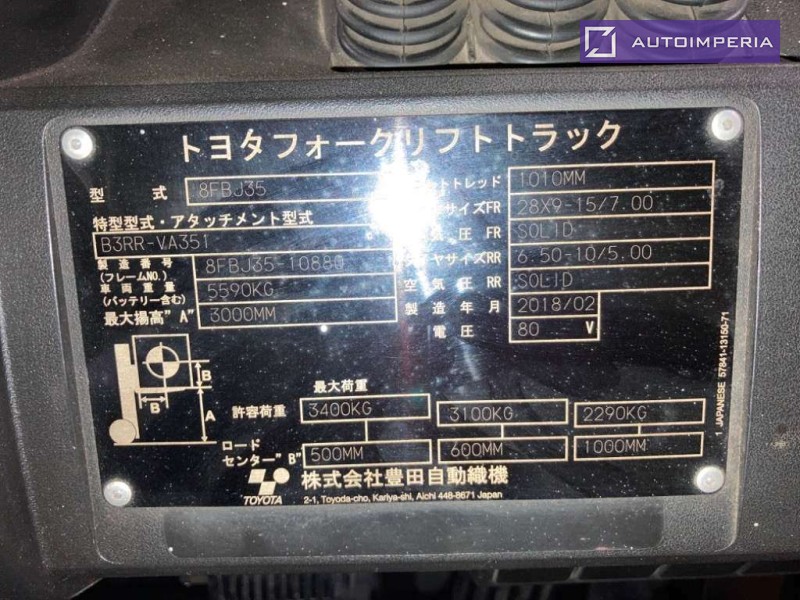 AUTOIMPERIA
トヨタフォークリフトトラック
型 式 8FBJ35
トレッド 1010MM
特型型式・アタッチメント型式
サイズFR 28X9-15/7.00
B3RR-VA351
気圧FR SOLID
製造番号 (フレームNO.) 8FBJ35-10880
サイズRR 6.50-10/5.00
車両重量 (バッテリー含む) 5590KG
空気圧RR SOLID
最大揚高"A" 3000MM
製造年月 2018/02
電圧 80 V
B
B
A
最大荷重
許容荷重 3400KG 3100KG 2290KG
ロード
センター"B" 500MM 600MM 1000MM
TOYOTA 株式会社豊田自動織機
2-1, Toyoda-cho, Kariya-shi, Aichi 448-8671 Japan
1 JAPANESE 57841-13150-71